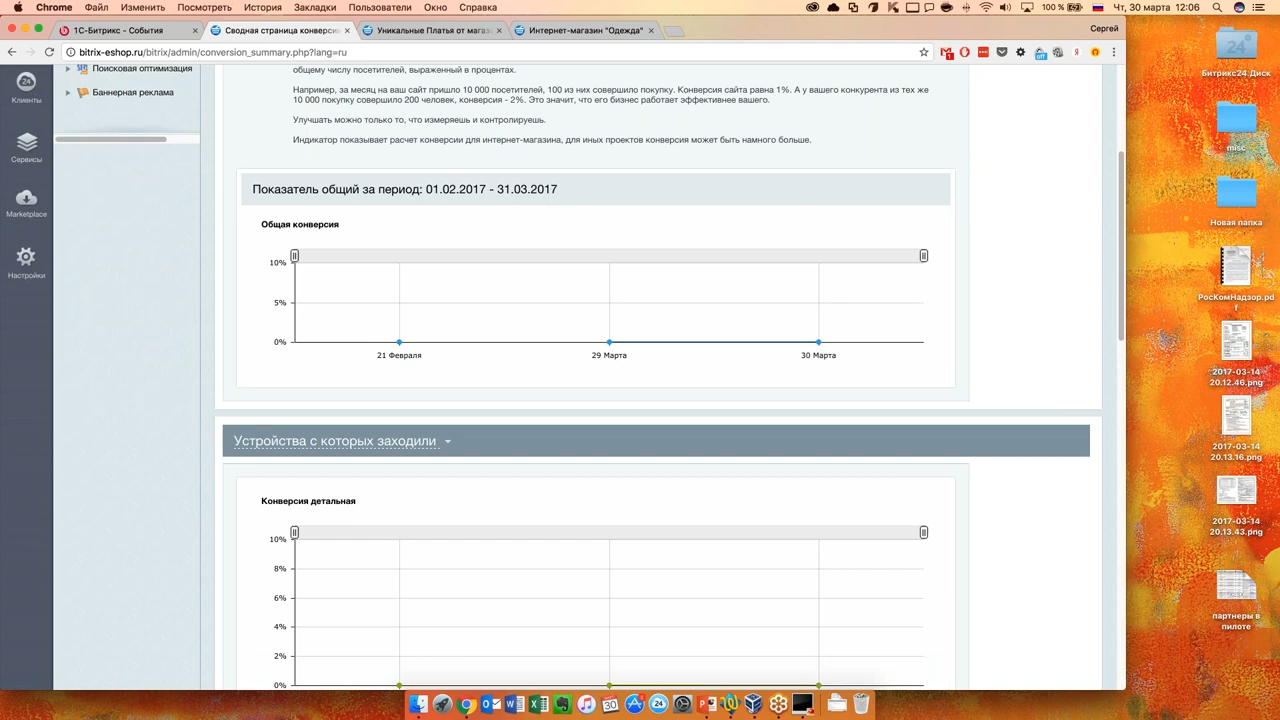 Chrome Файл Изменить Посмотреть История Закладки Пользователи Окно Справка
100 % Чт, 30 марта 12:06
1С-Битрикс - События
Сводная страница конверси
Уникальные Платья от магаз
Интернет-магазин "Одежда"
Сергей
bitrix-eshop.ru/bitrix/admin/conversion_summary.php?lang=ru
24
Клиенты
Сервисы
Marketplace
Настройки
Поисковая оптимизация
Баннерная реклама
общему числу посетителей, выраженный в процентах.
Например, за месяц на ваш сайт пришло 10 000 посетителей, 100 из них совершило покупку. Конверсия сайта равна 1%. А у вашего конкурента из тех же
10 000 покупку совершило 200 человек, конверсия - 2%. Это значит, что его бизнес работает эффективнее вашего.
Улучшать можно только то, что измеряешь и контролируешь.
Индикатор показывает расчет конверсии для интернет-магазина, для иных проектов конверсия может быть намного больше.
Показатель общий за период: 01.02.2017 - 31.03.2017
Общая конверсия
10%
5%
0%
21 Февраля
29 Марта
30 Марта
Устройства с которых заходили
Конверсия детальная
10%
8%
6%
4%
2%
0%
Битрикс24.Диск
misc
Новая папка
РосКомНадзор.pd
f
2017-03-14
20.12.46.png
2017-03-14
20.13.16.png
2017-03-14
20.13.43.png
партнеры в
пилоте